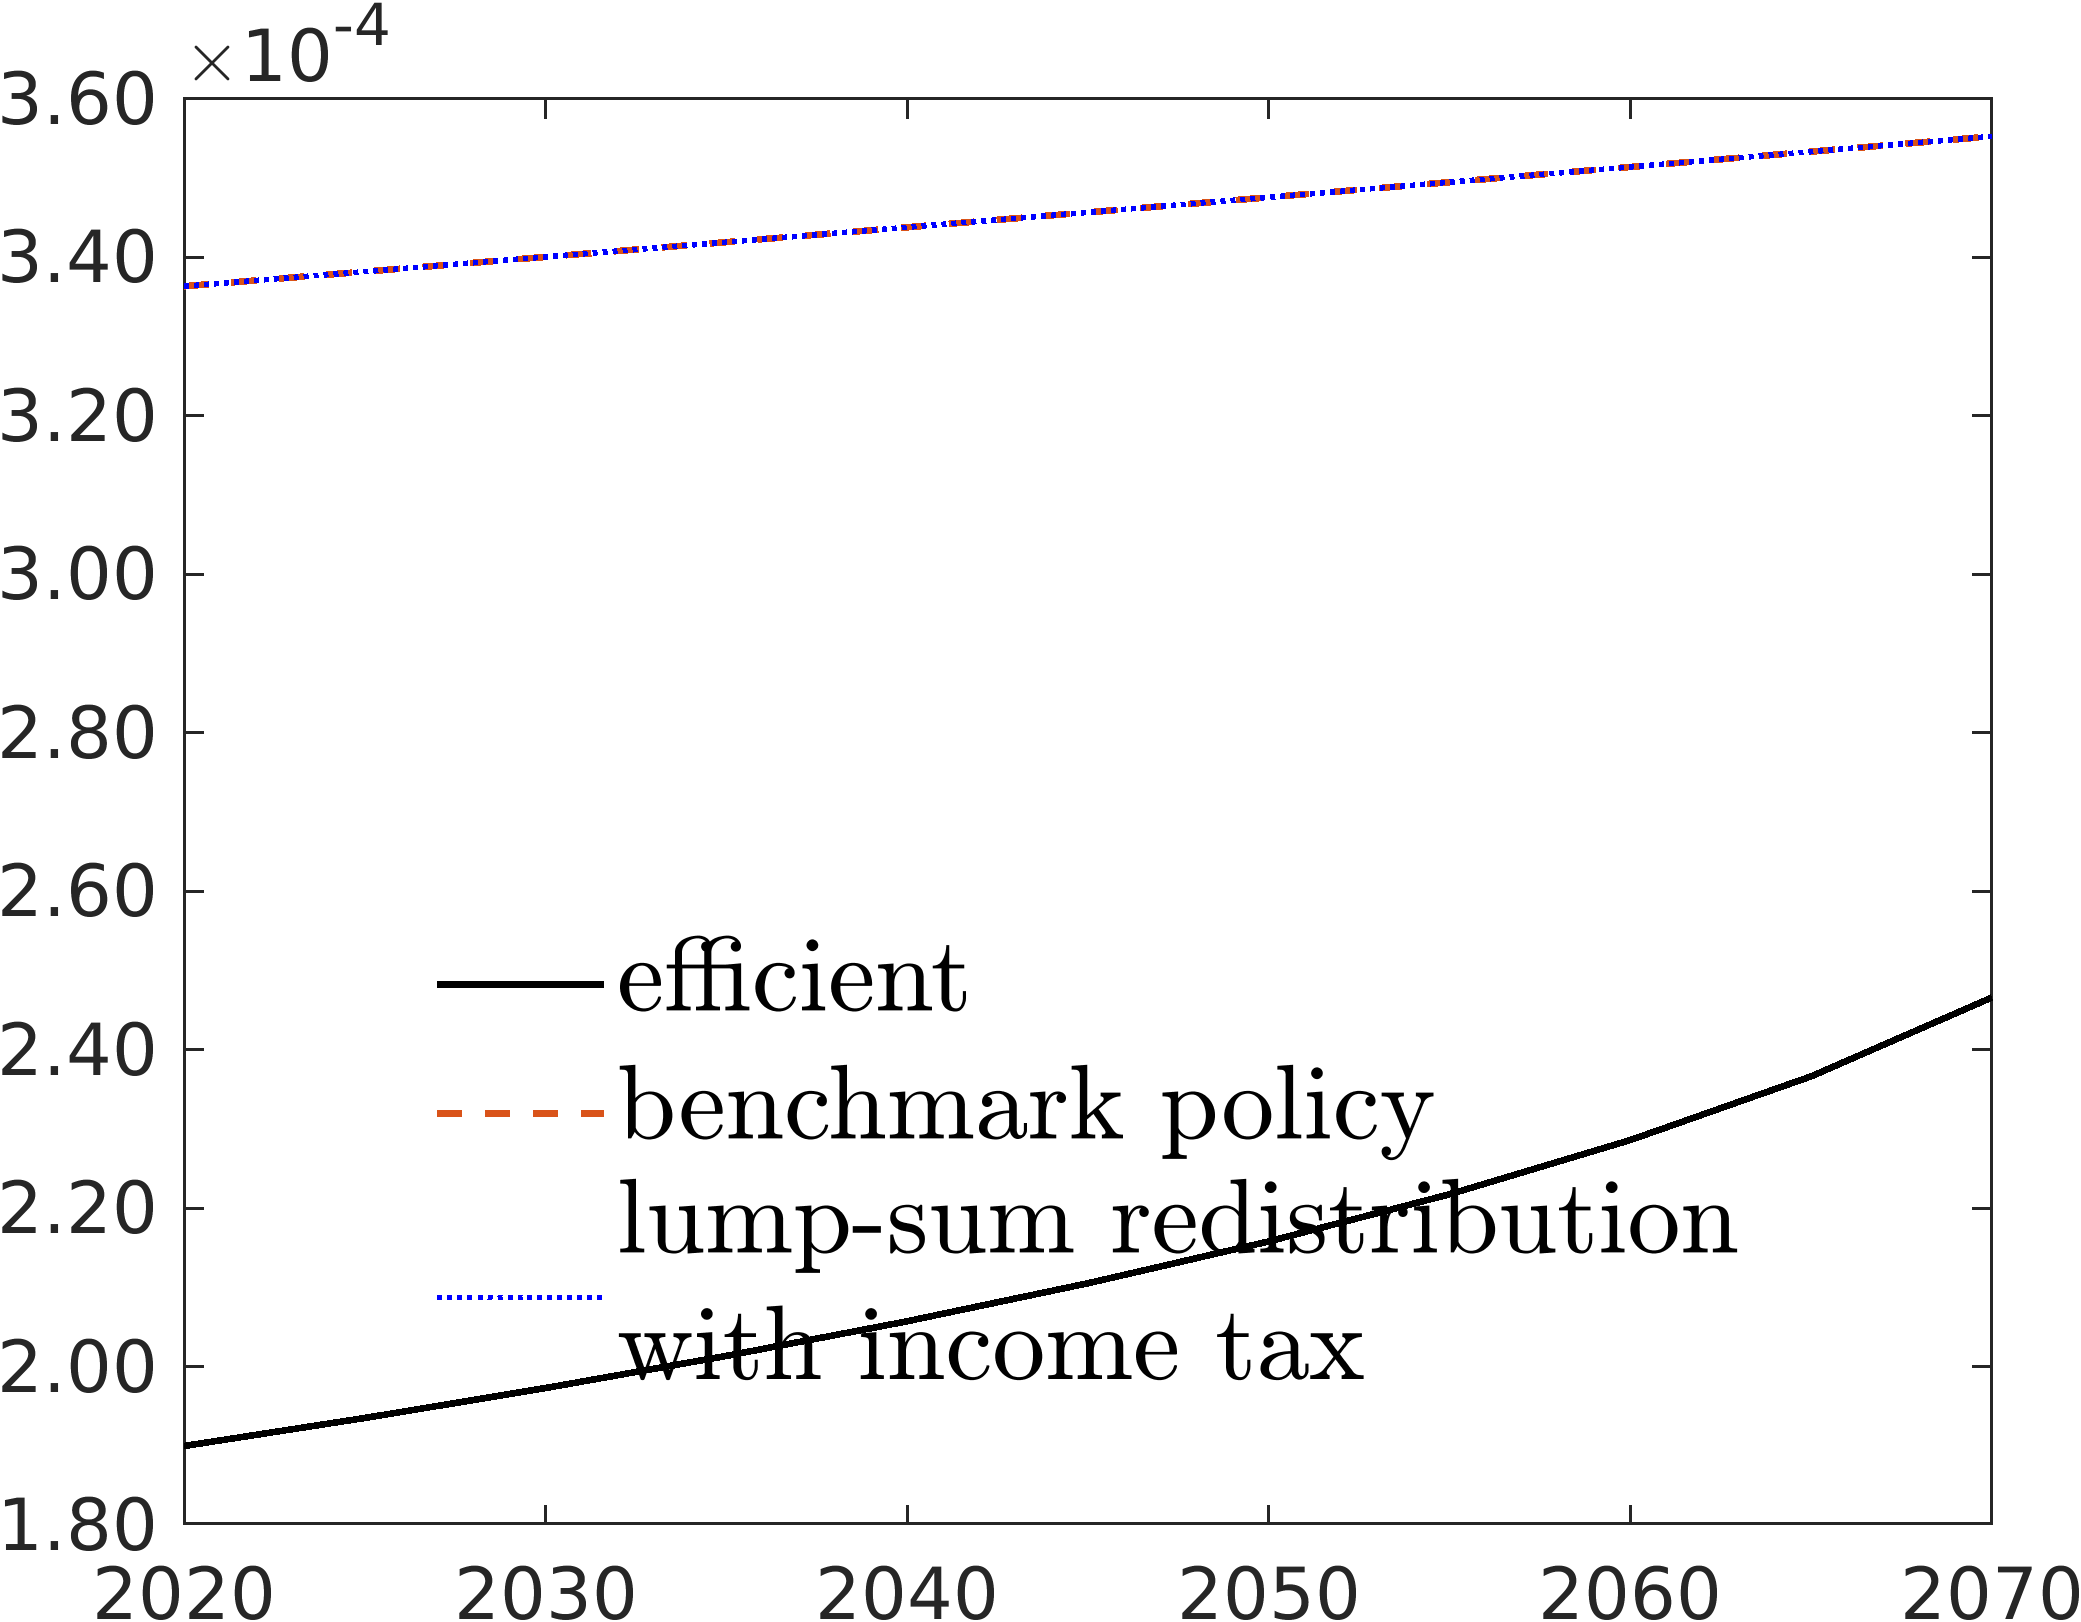 ×10-4
3.60
3.40
3.20
3.00
2.80
2.60
2.40
2.20
2.00
1.80
efficient
benchmark policy
lump-sum redistribution
with income tax
2020 2030 2040 2050 2060 2070